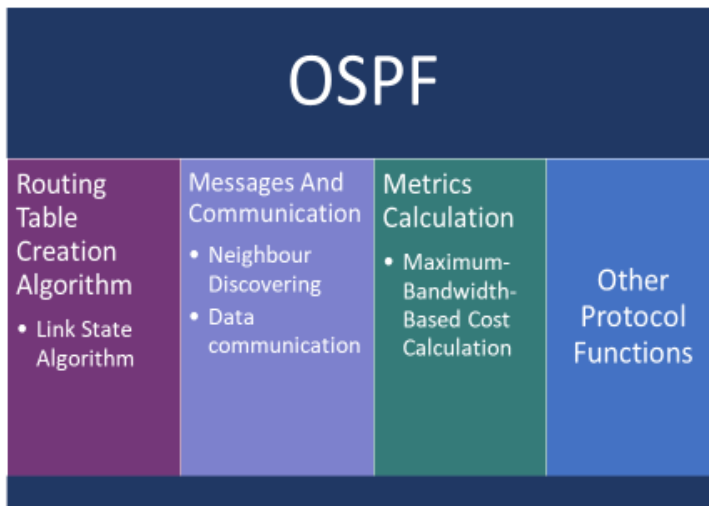 OSPF
Routing
Table
Creation
Algorithm
• Link State
Algorithm
Messages And
Communication
• Neighbour
Discovering
• Data
communication
Metrics
Calculation
• Maximum-
Bandwidth-
Based Cost
Calculation
Other
Protocol
Functions